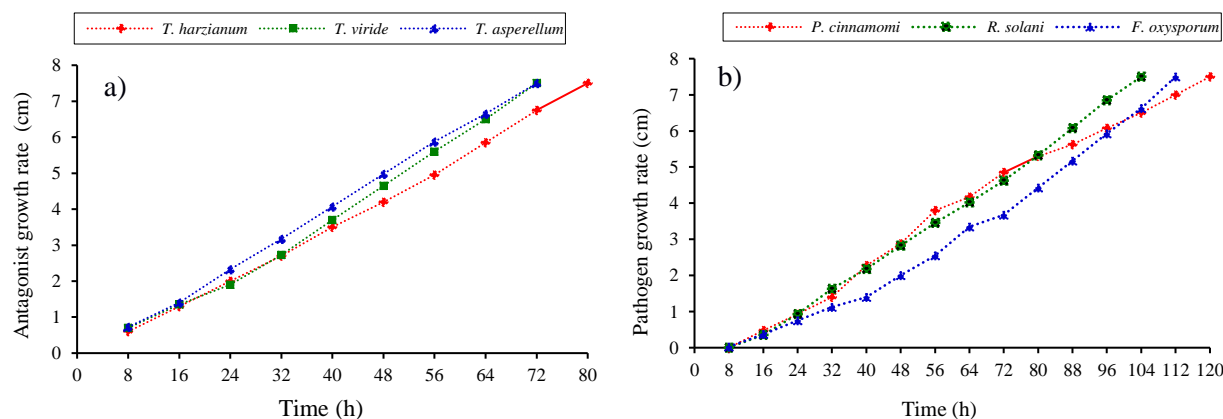 T. harzianum T. viride T. asperellum
a)
Antagonist growth rate (cm)
8
7
6
5
4
3
2
1
0
0 8 16 24 32 40 48 56 64 72 80
Time (h)
P. cinnamomi R. solani F. oxysporum
b)
Pathogen growth rate (cm)
8
7
6
5
4
3
2
1
0
0 8 16 24 32 40 48 56 64 72 80 88 96 104 112 120
Time (h)